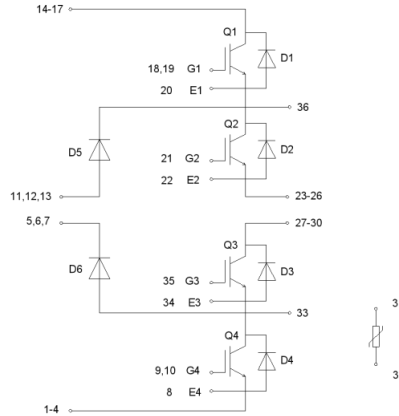 14-17
Q1
D1
18,19 G1
20 E1
36
Q2
D5
D2
21 G2
22 E2
11,12,13
23-26
5,6,7
27-30
Q3
D6
D3
35 G3
34 E3
3
33
Q4
D4
9,10 G4
3
8 E4
1-4